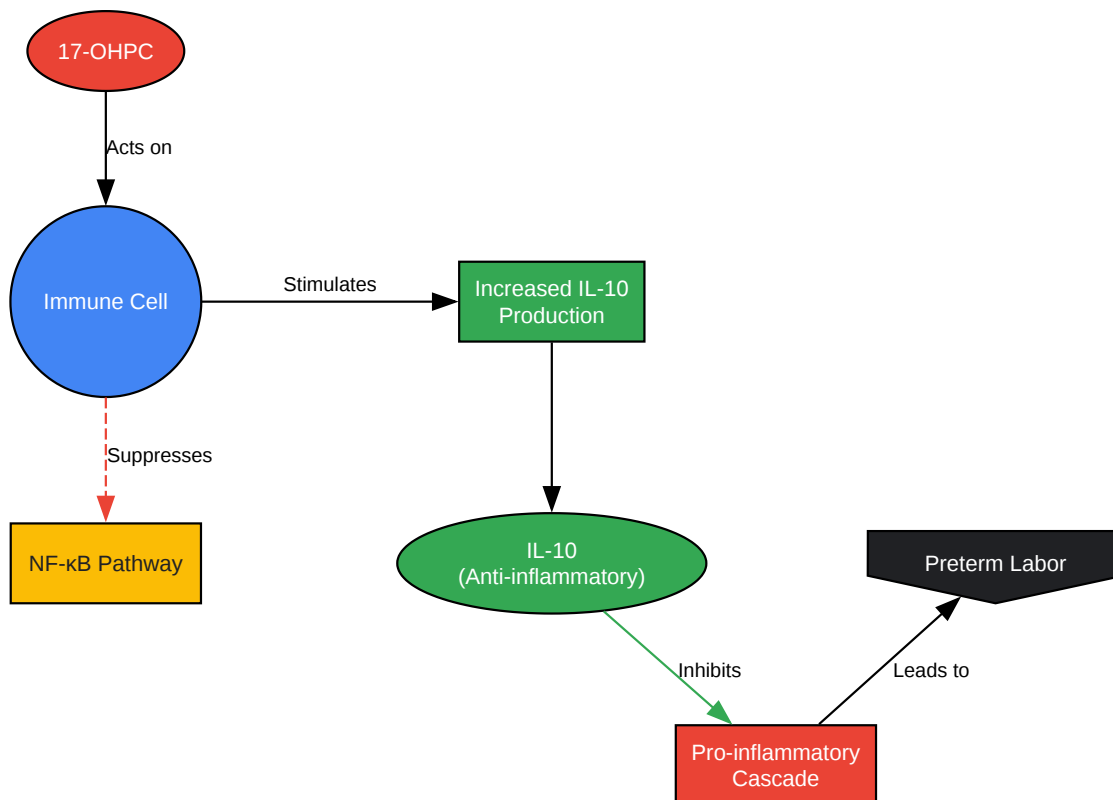 17-OHPC
Acts on
Immune Cell
Stimulates
Increased IL-10
Production
Suppresses
NF-κB Pathway
IL-10
(Anti-inflammatory)
Preterm Labor
Inhibits
Leads to
Pro-inflammatory
Cascade